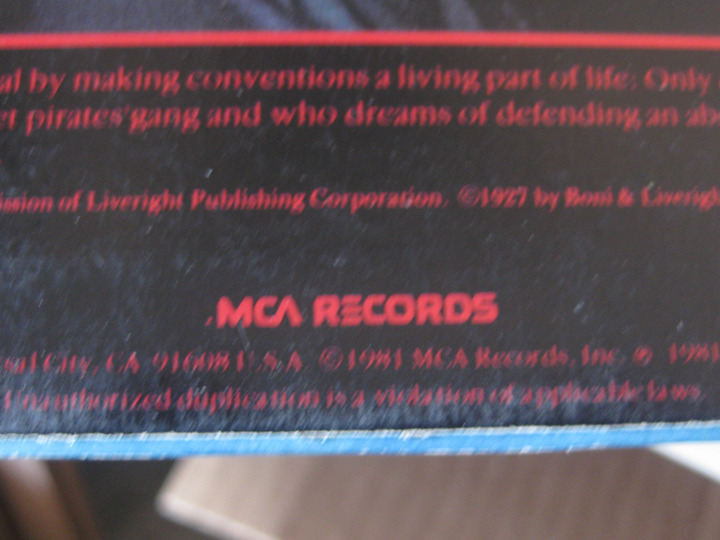 al by making conventions a living part of life: Only
et pirates' gang and who dreams of defending an
ission of Liveright Publishing Corporation. ©1927 by Boni & Liveright
MCA RECORDS
sal City, CA 91608 U.S.A ©1981 MCA Records, Inc. ℗ 1981
Unauthorized duplication is a violation of applicable laws